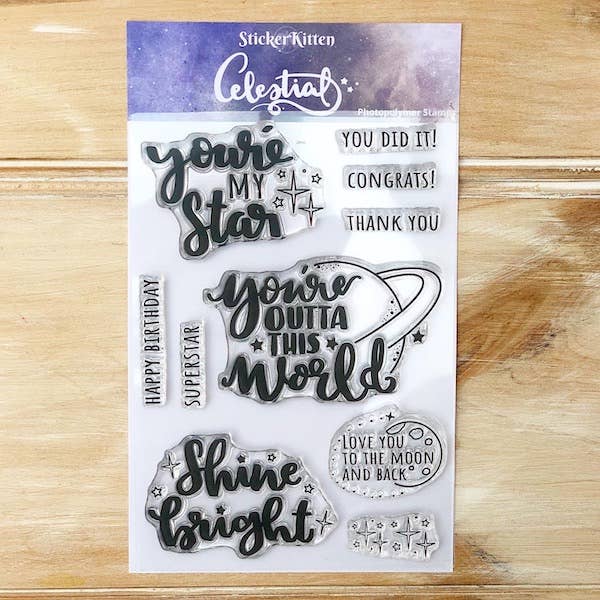 StickerKitten
Celestial
Photopolymer Stamp
you're
MY
Star
YOU DID IT!
CONGRATS!
THANK YOU
HAPPY BIRTHDAY
SUPERSTAR
you're
OUTTA
THIS
World
Shine
bright
LOVE YOU
TO THE MOON
AND BACK